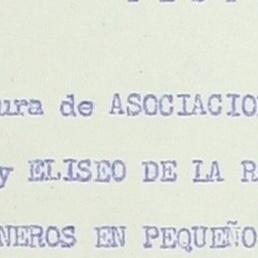 ura de ASOCIACIO
y ELISEO DE LA R
NEROS EN PEQUEÑO